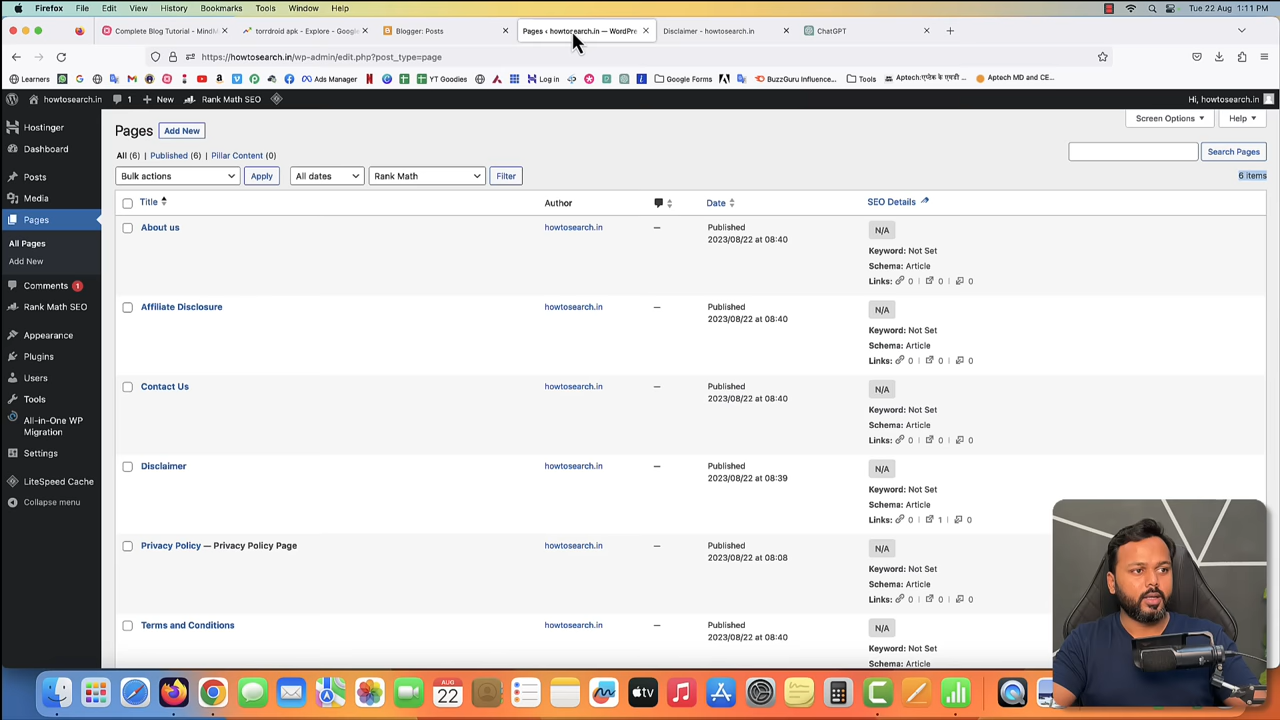 Firefox File Edit View History Bookmarks Tools Window Help Tue 22 Aug 1:11 PM
Complete Blog Tutorial - MindM
torrdroid apk - Explore - Googl
Blogger: Posts
Pages ‹ howtosearch.in — WordPre
Disclaimer - howtosearch.in
ChatGPT
https://howtosearch.in/wp-admin/edit.php?post_type=page
Learners YT Goodies Ads Manager Log in Google Forms BuzzGuru Influence... Tools Aptech:एप्टेक के एमडी ... Aptech MD and CE...
howtosearch.in 1 New Rank Math SEO Hi, howtosearch.in
Hostinger
Dashboard
Posts
Media
Pages
All Pages
Add New
Comments 1
Rank Math SEO
Appearance
Plugins
Users
Tools
All-in-One WP
Migration
Settings
LiteSpeed Cache
Collapse menu
Screen Options Help
Pages Add New
All (6) | Published (6) | Pillar Content (0)
Search Pages
Bulk actions Apply All dates Rank Math Filter 6 items
Title Author Date SEO Details
About us howtosearch.in — Published
2023/08/22 at 08:40
N/A
Keyword: Not Set
Schema: Article
Links: 0 | 0 | 0
Affiliate Disclosure howtosearch.in — Published
2023/08/22 at 08:40
N/A
Keyword: Not Set
Schema: Article
Links: 0 | 0 | 0
Contact Us howtosearch.in — Published
2023/08/22 at 08:40
N/A
Keyword: Not Set
Schema: Article
Links: 0 | 0 | 0
Disclaimer howtosearch.in — Published
2023/08/22 at 08:39
N/A
Keyword: Not Set
Schema: Article
Links: 0 | 1 | 0
Privacy Policy — Privacy Policy Page howtosearch.in — Published
2023/08/22 at 08:08
N/A
Keyword: Not Set
Schema: Article
Links: 0 | 0 | 0
Terms and Conditions howtosearch.in — Published
2023/08/22 at 08:40
N/A
Keyword: Not Set
Schema: Article
AUG
22
tv